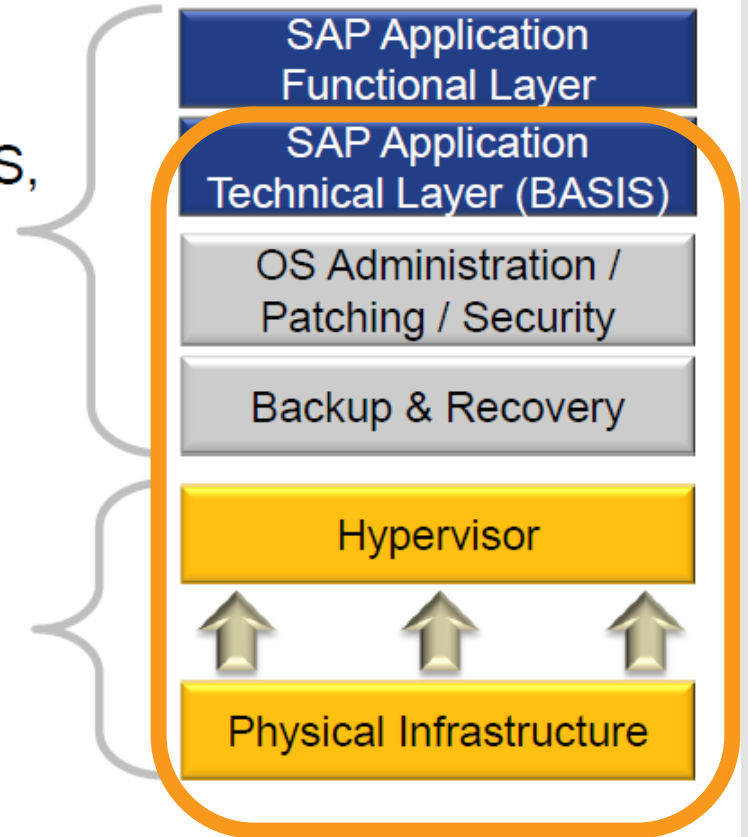 SAP Application
Functional Layer
S,
SAP Application
Technical Layer (BASIS)
OS Administration /
Patching / Security
Backup & Recovery
Hypervisor
Physical Infrastructure